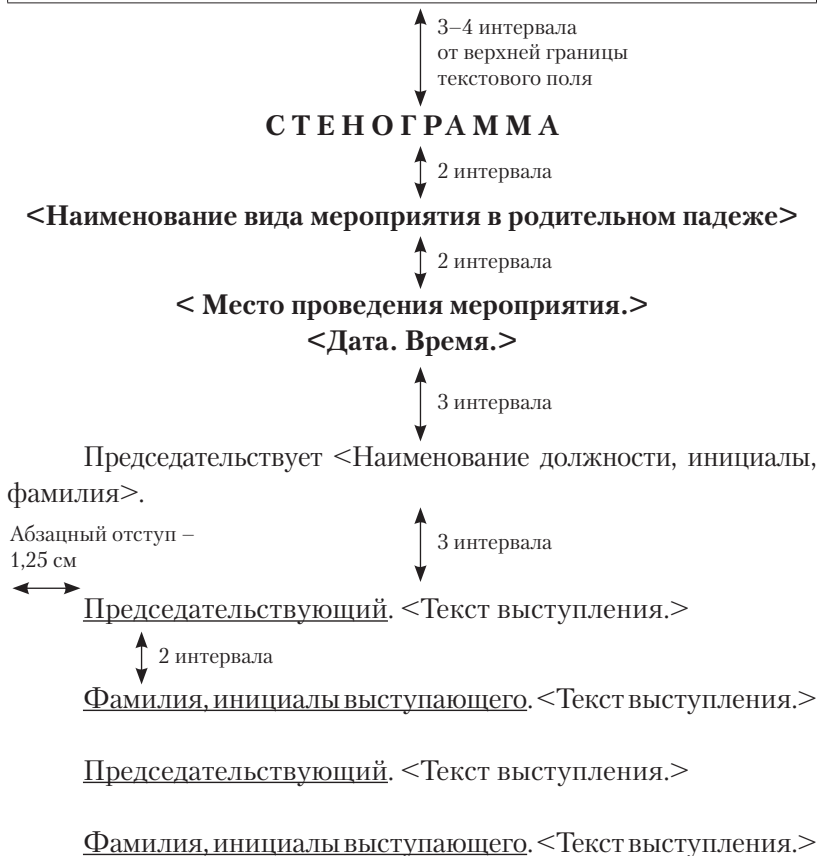 3–4 интервала
от верхней границы
текстового поля
С Т Е Н О Г Р А М М А
2 интервала
<Наименование вида мероприятия в родительном падеже>
2 интервала
< Место проведения мероприятия.>
<Дата. Время.>
3 интервала
Председательствует <Наименование должности, инициалы,
фамилия>.
Абзацный отступ –
1,25 см
3 интервала
Председательствующий. <Текст выступления.>
2 интервала
Фамилия, инициалы выступающего. <Текст выступления.>
Председательствующий. <Текст выступления.>
Фамилия, инициалы выступающего. <Текст выступления.>